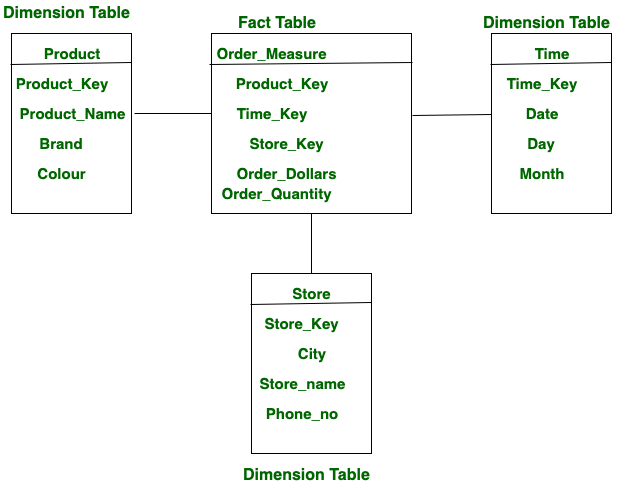 Dimension Table
Product
Product_Key
Product_Name
Brand
Colour
Fact Table
Order_Measure
Product_Key
Time_Key
Store_Key
Order_Dollars
Order_Quantity
Dimension Table
Time
Time_Key
Date
Day
Month
Store
Store_Key
City
Store_name
Phone_no
Dimension Table